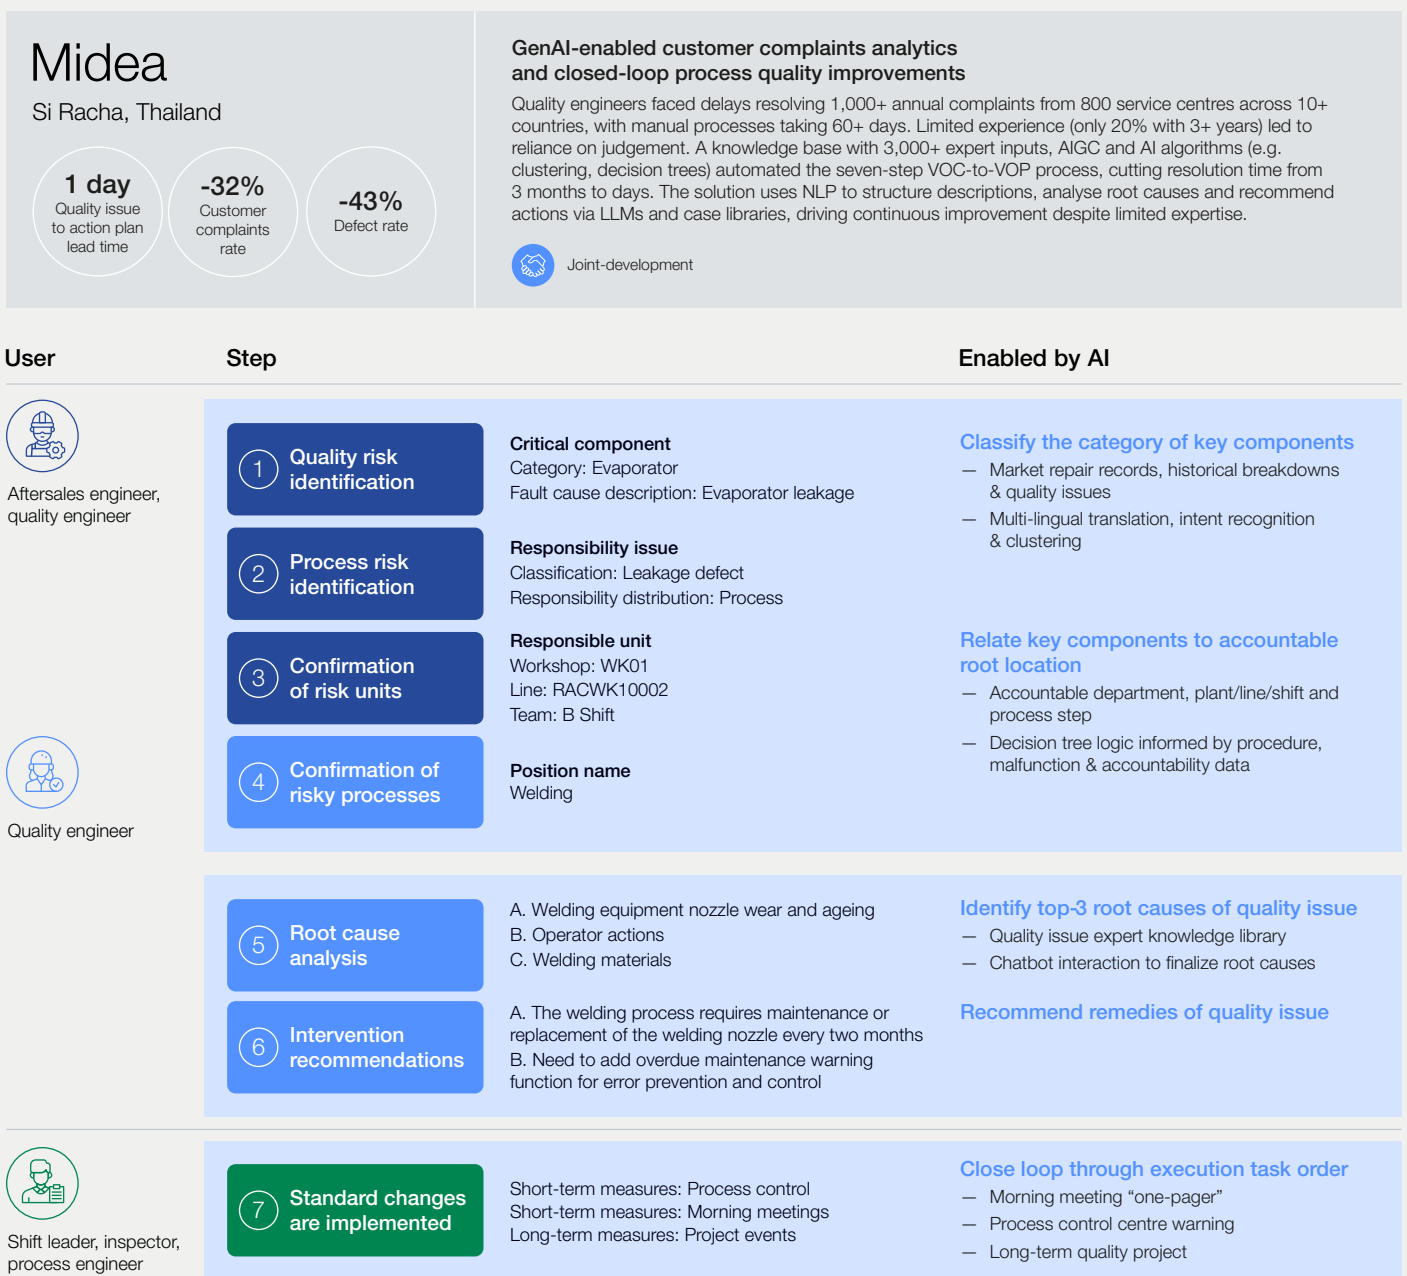 Midea
Si Racha, Thailand
1 day
Quality issue
to action plan
lead time
-32%
Customer
complaints
rate
-43%
Defect rate
GenAI-enabled customer complaints analytics
and closed-loop process quality improvements
Quality engineers faced delays resolving 1,000+ annual complaints from 800 service centres across 10+
countries, with manual processes taking 60+ days. Limited experience (only 20% with 3+ years) led to
reliance on judgement. A knowledge base with 3,000+ expert inputs, AIGC and AI algorithms (e.g.
clustering, decision trees) automated the seven-step VOC-to-VOP process, cutting resolution time from
3 months to days. The solution uses NLP to structure descriptions, analyse root causes and recommend
actions via LLMs and case libraries, driving continuous improvement despite limited expertise.
Joint-development
User
Step
Enabled by AI
Aftersales engineer,
quality engineer
1
Quality risk
identification
Critical component
Category: Evaporator
Fault cause description: Evaporator leakage
Classify the category of key components
— Market repair records, historical breakdowns
& quality issues
— Multi-lingual translation, intent recognition
& clustering
2
Process risk
identification
Responsibility issue
Classification: Leakage defect
Responsibility distribution: Process
3
Confirmation
of risk units
Responsible unit
Workshop: WK01
Line: RACWK10002
Team: B Shift
Relate key components to accountable
root location
— Accountable department, plant/line/shift and
process step
— Decision tree logic informed by procedure,
malfunction & accountability data
Quality engineer
4
Confirmation of
risky processes
Position name
Welding
5
Root cause
analysis
A. Welding equipment nozzle wear and ageing
B. Operator actions
C. Welding materials
Identify top-3 root causes of quality issue
— Quality issue expert knowledge library
— Chatbot interaction to finalize root causes
6
Intervention
recommendations
A. The welding process requires maintenance or
replacement of the welding nozzle every two months
B. Need to add overdue maintenance warning
function for error prevention and control
Recommend remedies of quality issue
Shift leader, inspector,
process engineer
7
Standard changes
are implemented
Short-term measures: Process control
Short-term measures: Morning meetings
Long-term measures: Project events
Close loop through execution task order
— Morning meeting “one-pager”
— Process control centre warning
— Long-term quality project